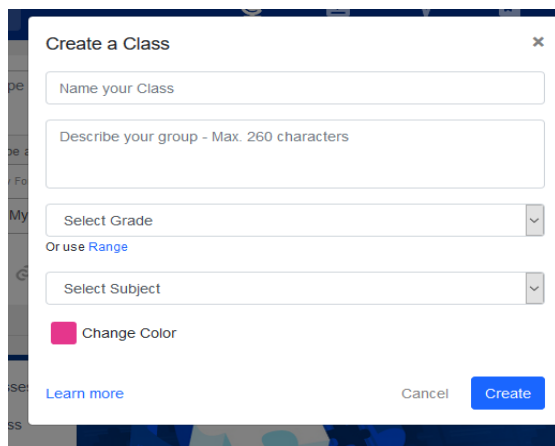 Create a Class
×
Name your Class
Describe your group - Max. 260 characters
Select Grade
Or use Range
Select Subject
Change Color
Learn more
Cancel
Create
My